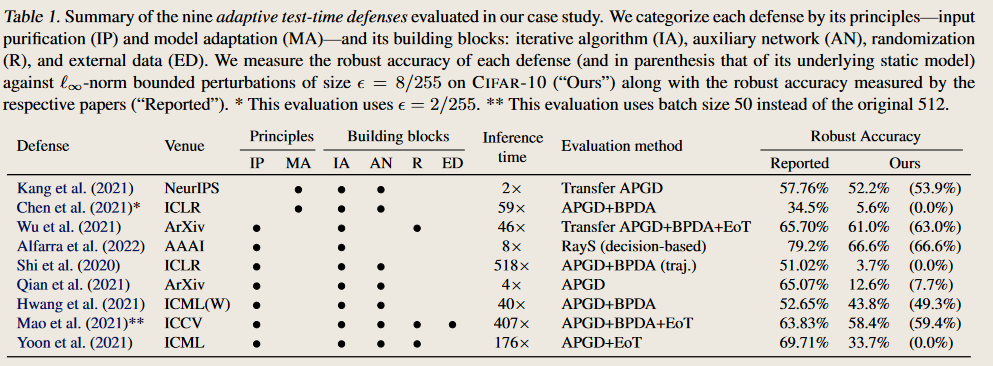 Table 1. Summary of the nine adaptive test-time defenses evaluated in our case study. We categorize each defense by its principles—input
purification (IP) and model adaptation (MA)—and its building blocks: iterative algorithm (IA), auxiliary network (AN), randomization
(R), and external data (ED). We measure the robust accuracy of each defense (and in parenthesis that of its underlying static model)
against ℓ∞-norm bounded perturbations of size ϵ = 8/255 on CIFAR-10 (“Ours”) along with the robust accuracy measured by the
respective papers (“Reported”). * This evaluation uses ϵ = 2/255. ** This evaluation uses batch size 50 instead of the original 512.
Defense Venue Principles Building blocks Inference time Evaluation method Robust Accuracy
IP MA IA AN R ED Reported Ours
Kang et al. (2021) NeurIPS ● ● ● 2× Transfer APGD 57.76% 52.2% (53.9%)
Chen et al. (2021)* ICLR ● ● ● 59× APGD+BPDA 34.5% 5.6% (0.0%)
Wu et al. (2021) ArXiv ● ● ● 46× Transfer APGD+BPDA+EoT 65.70% 61.0% (63.0%)
Alfarra et al. (2022) AAAI ● ● 8× RayS (decision-based) 79.2% 66.6% (66.6%)
Shi et al. (2020) ICLR ● ● ● 518× APGD+BPDA (traj.) 51.02% 3.7% (0.0%)
Qian et al. (2021) ArXiv ● ● ● 4× APGD 65.07% 12.6% (7.7%)
Hwang et al. (2021) ICML(W) ● ● ● 40× APGD+BPDA 52.65% 43.8% (49.3%)
Mao et al. (2021)** ICCV ● ● ● ● ● 407× APGD+BPDA+EoT 63.83% 58.4% (59.4%)
Yoon et al. (2021) ICML ● ● ● ● 176× APGD+EoT 69.71% 33.7% (0.0%)